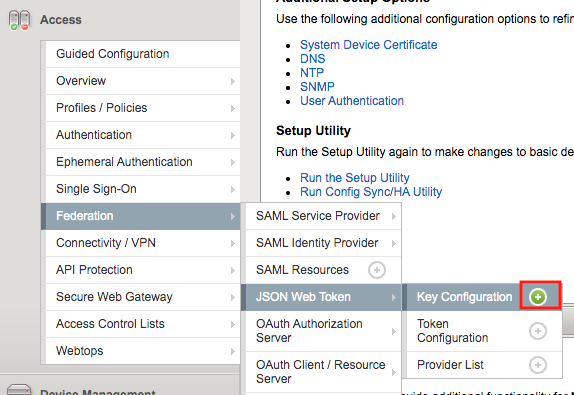 Additional Setup Options
Access
Use the following additional configuration options to refin
System Device Certificate
DNS
NTP
SNMP
User Authentication
Setup Utility
Run the Setup Utility again to make changes to basic de
Run the Setup Utility
Run Config Sync/HA Utility
Guided Configuration
Overview
Profiles / Policies
Authentication
Ephemeral Authentication
Single Sign-On
Federation
Connectivity / VPN
API Protection
Secure Web Gateway
Access Control Lists
Webtops
SAML Service Provider
SAML Identity Provider
SAML Resources
JSON Web Token
OAuth Authorization
Server
OAuth Client / Resource
Server
Key Configuration
Token
Configuration
Provider List
Device Management
ovide additional functionality for